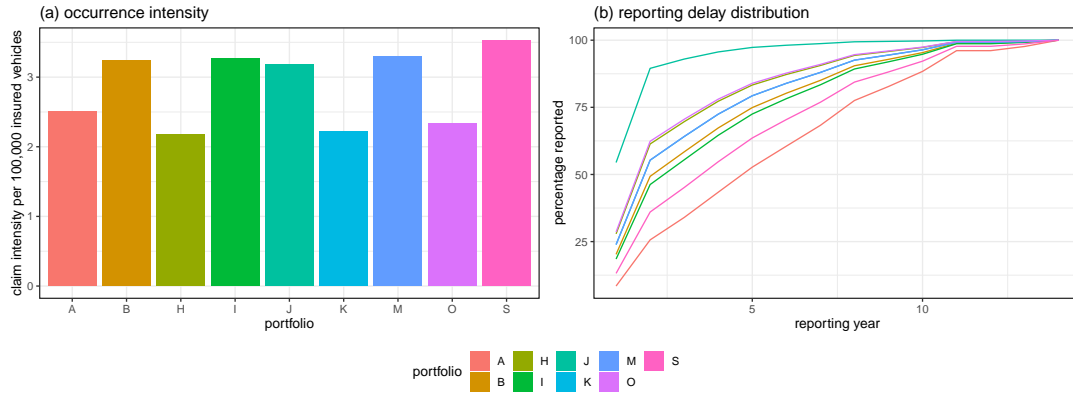 (a) occurrence intensity
claim intensity per 100,000 insured vehicles
3
2
1
0
A B H I J K M O S
portfolio
(b) reporting delay distribution
percentage reported
100
75
50
25
5 10
reporting year
portfolio
A H J M S
B I K O